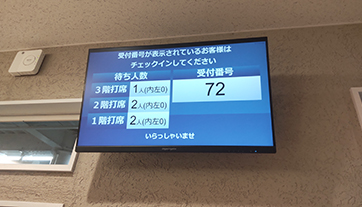 受付番号が表示されているお客様は
チェックインしてください
待ち人数 受付番号
3階打席 1人(内左0) 72
2階打席 2人(内左0)
1階打席 2人(内左0)
いらっしゃいませ